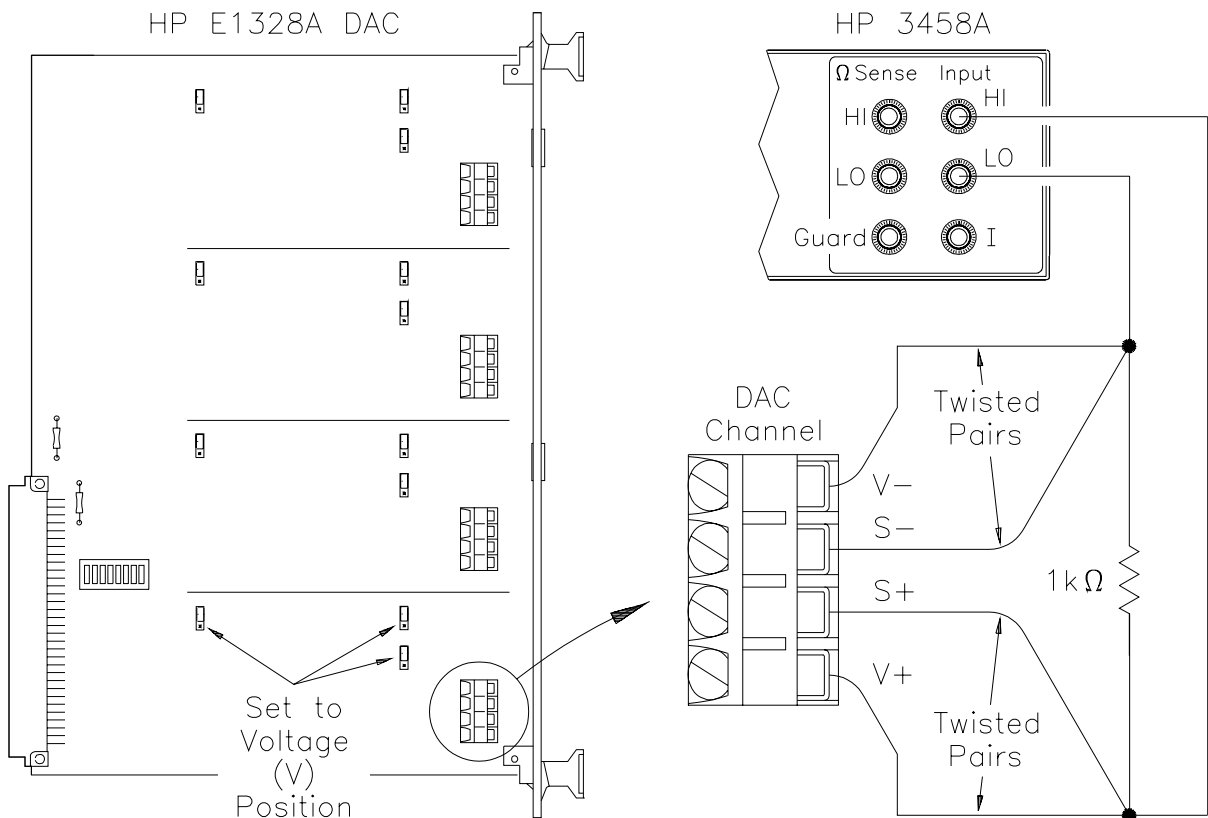 HP E1328A DAC
HP 3458A
Ω Sense Input
HI
HI
LO
LO
Guard
I
DAC
Channel
Twisted
Pairs
V−
S−
S+
V+
1kΩ
Twisted
Pairs
Set to
Voltage
(V)
Position